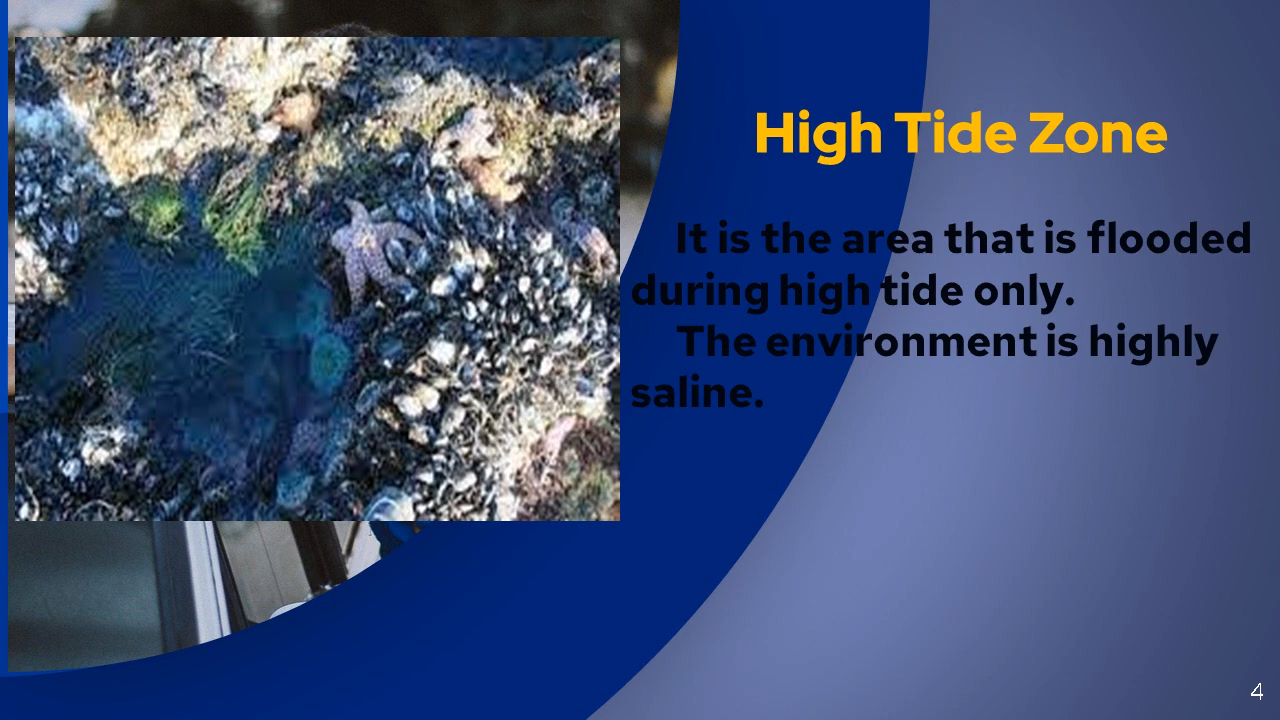 High Tide Zone
It is the area that is flooded
during high tide only.
The environment is highly
saline.
4